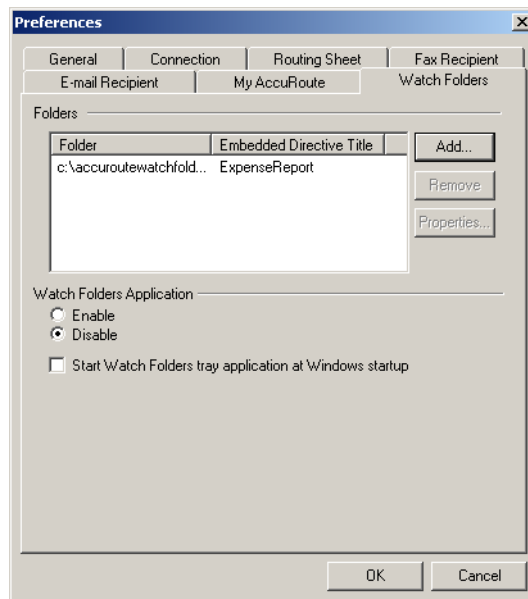 Preferences
General Connection Routing Sheet Fax Recipient
E-mail Recipient My AccuRoute Watch Folders
Folders
Folder Embedded Directive Title Add...
c:\accuroutewatchfold... ExpenseReport
Remove
Properties...
Watch Folders Application
Enable
Disable
Start Watch Folders tray application at Windows startup
OK Cancel